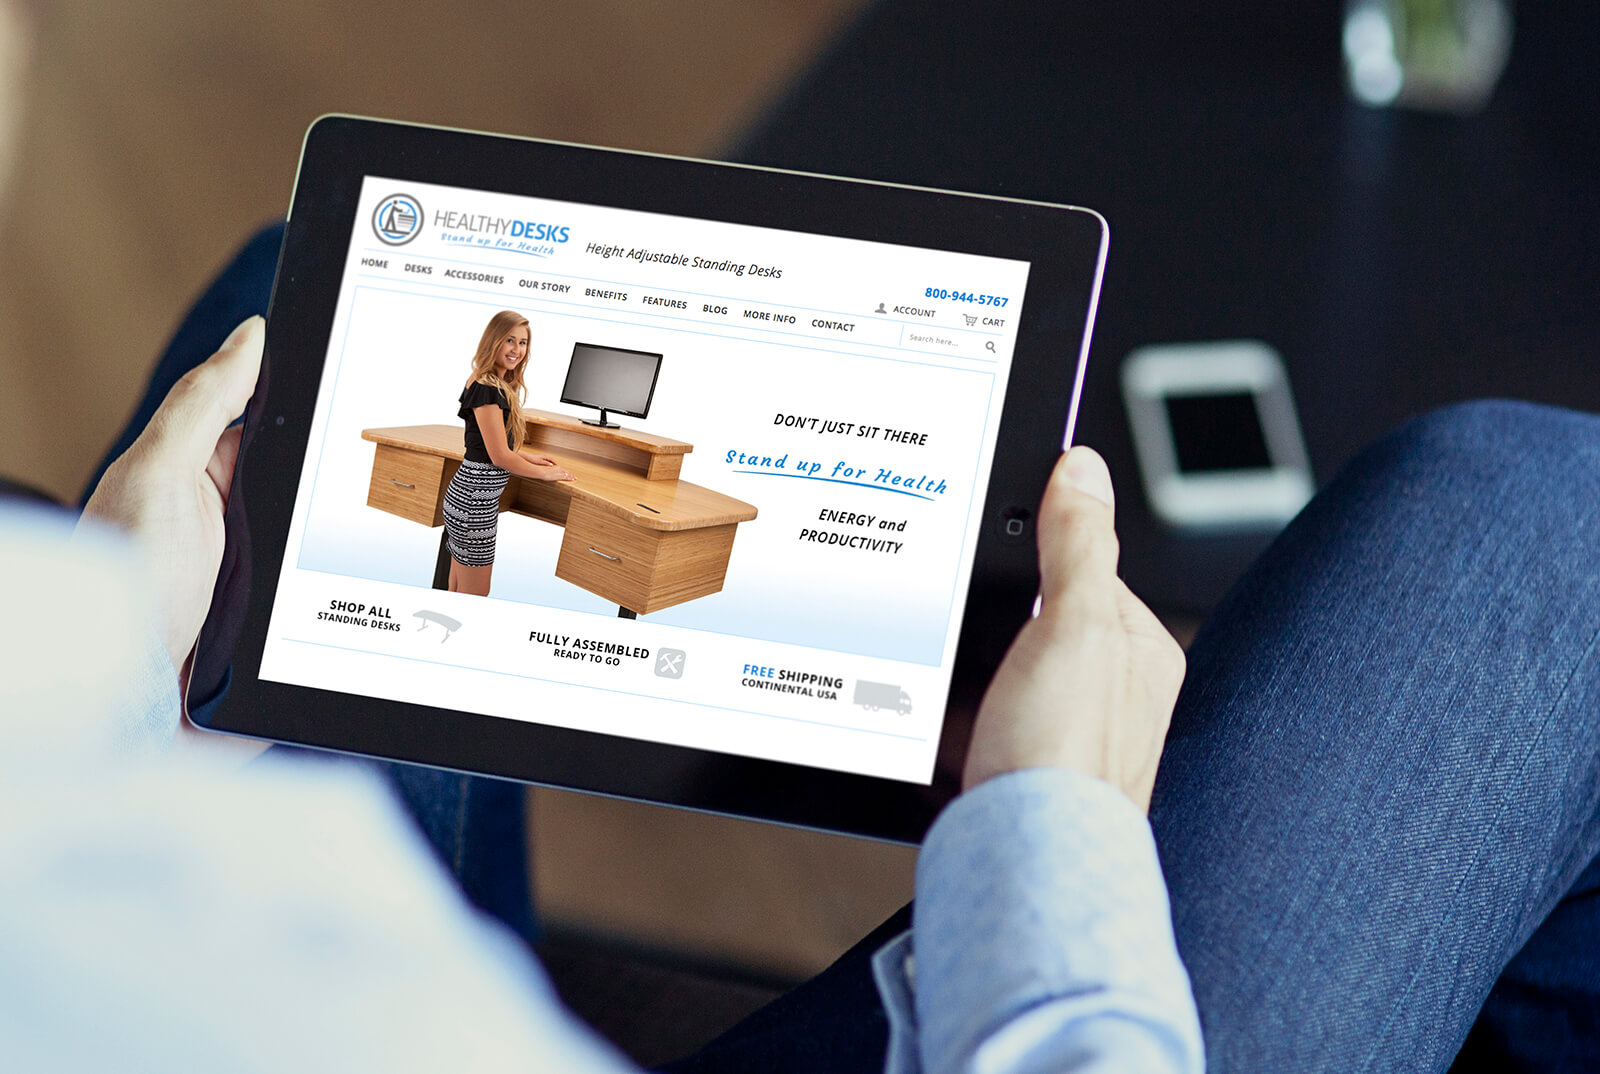 HEALTHYDESKS
Stand up for Health
Height Adjustable Standing Desks
800-944-5767
ACCOUNT
CART
HOME DESKS ACCESSORIES OUR STORY BENEFITS FEATURES BLOG MORE INFO CONTACT
Search here...
DON'T JUST SIT THERE
Stand up for Health
ENERGY and
PRODUCTIVITY
SHOP ALL
STANDING DESKS
FULLY ASSEMBLED
READY TO GO
FREE SHIPPING
CONTINENTAL USA